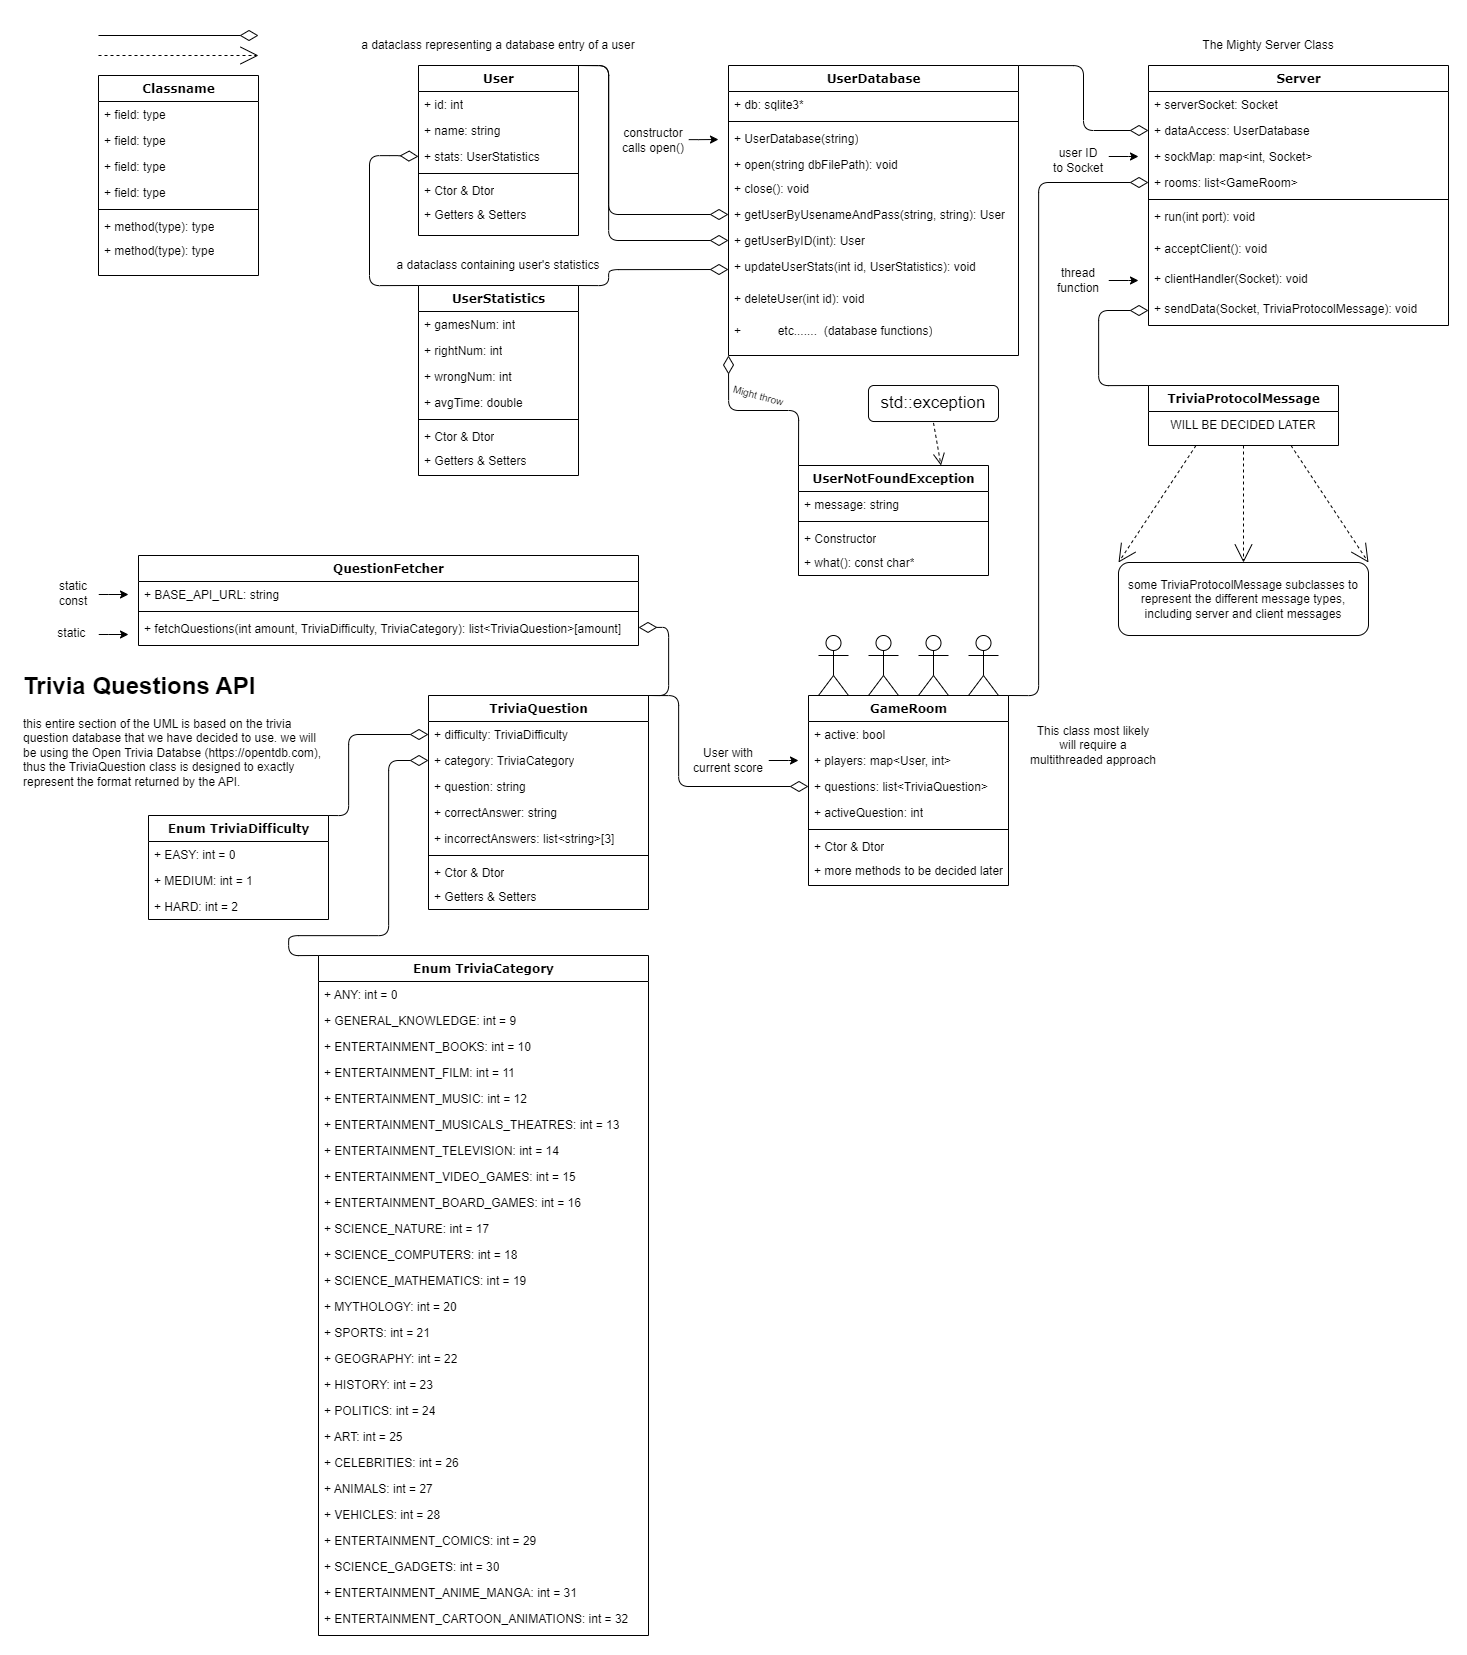 Classname
+ field: type
+ field: type
+ field: type
+ field: type
+ method(type): type
+ method(type): type
a dataclass representing a database entry of a user
User
+ id: int
+ name: string
+ stats: UserStatistics
+ Ctor & Dtor
+ Getters & Setters
a dataclass containing user's statistics
UserStatistics
+ gamesNum: int
+ rightNum: int
+ wrongNum: int
+ avgTime: double
+ Ctor & Dtor
+ Getters & Setters
constructor
calls open()
UserDatabase
+ db: sqlite3*
+ UserDatabase(string)
+ open(string dbFilePath): void
+ close(): void
+ getUserByUsenameAndPass(string, string): User
+ getUserByID(int): User
+ updateUserStats(int id, UserStatistics): void
+ deleteUser(int id): void
+ etc....... (database functions)
Might throw
std::exception
UserNotFoundException
+ message: string
+ Constructor
+ what(): const char*
The Mighty Server Class
Server
+ serverSocket: Socket
+ dataAccess: UserDatabase
user ID
to Socket
+ sockMap: map<int, Socket>
+ rooms: list<GameRoom>
+ run(int port): void
+ acceptClient(): void
thread
function
+ clientHandler(Socket): void
+ sendData(Socket, TriviaProtocolMessage): void
TriviaProtocolMessage
WILL BE DECIDED LATER
some TriviaProtocolMessage subclasses to
represent the different message types,
including server and client messages
QuestionFetcher
static
const
+ BASE_API_URL: string
static
+ fetchQuestions(int amount, TriviaDifficulty, TriviaCategory): list<TriviaQuestion>[amount]
Trivia Questions API
this entire section of the UML is based on the trivia
question database that we have decided to use. we will
be using the Open Trivia Databse (https://opentdb.com),
thus the TriviaQuestion class is designed to exactly
represent the format returned by the API.
TriviaQuestion
+ difficulty: TriviaDifficulty
+ category: TriviaCategory
+ question: string
+ correctAnswer: string
+ incorrectAnswers: list<string>[3]
+ Ctor & Dtor
+ Getters & Setters
User with
current score
GameRoom
+ active: bool
+ players: map<User, int>
+ questions: list<TriviaQuestion>
+ activeQuestion: int
+ Ctor & Dtor
+ more methods to be decided later
This class most likely
will require a
multithreaded approach
Enum TriviaDifficulty
+ EASY: int = 0
+ MEDIUM: int = 1
+ HARD: int = 2
Enum TriviaCategory
+ ANY: int = 0
+ GENERAL_KNOWLEDGE: int = 9
+ ENTERTAINMENT_BOOKS: int = 10
+ ENTERTAINMENT_FILM: int = 11
+ ENTERTAINMENT_MUSIC: int = 12
+ ENTERTAINMENT_MUSICALS_THEATRES: int = 13
+ ENTERTAINMENT_TELEVISION: int = 14
+ ENTERTAINMENT_VIDEO_GAMES: int = 15
+ ENTERTAINMENT_BOARD_GAMES: int = 16
+ SCIENCE_NATURE: int = 17
+ SCIENCE_COMPUTERS: int = 18
+ SCIENCE_MATHEMATICS: int = 19
+ MYTHOLOGY: int = 20
+ SPORTS: int = 21
+ GEOGRAPHY: int = 22
+ HISTORY: int = 23
+ POLITICS: int = 24
+ ART: int = 25
+ CELEBRITIES: int = 26
+ ANIMALS: int = 27
+ VEHICLES: int = 28
+ ENTERTAINMENT_COMICS: int = 29
+ SCIENCE_GADGETS: int = 30
+ ENTERTAINMENT_ANIME_MANGA: int = 31
+ ENTERTAINMENT_CARTOON_ANIMATIONS: int = 32